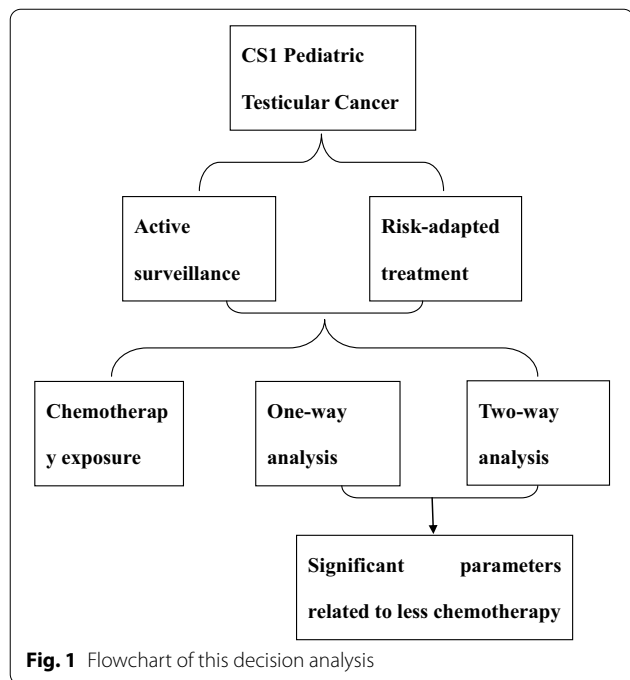 CS1 Pediatric
Testicular Cancer
Active
surveillance
Risk-adapted
treatment
Chemotherap
y exposure
One-way
analysis
Two-way
analysis
Significant parameters
related to less chemotherapy
Fig. 1 Flowchart of this decision analysis